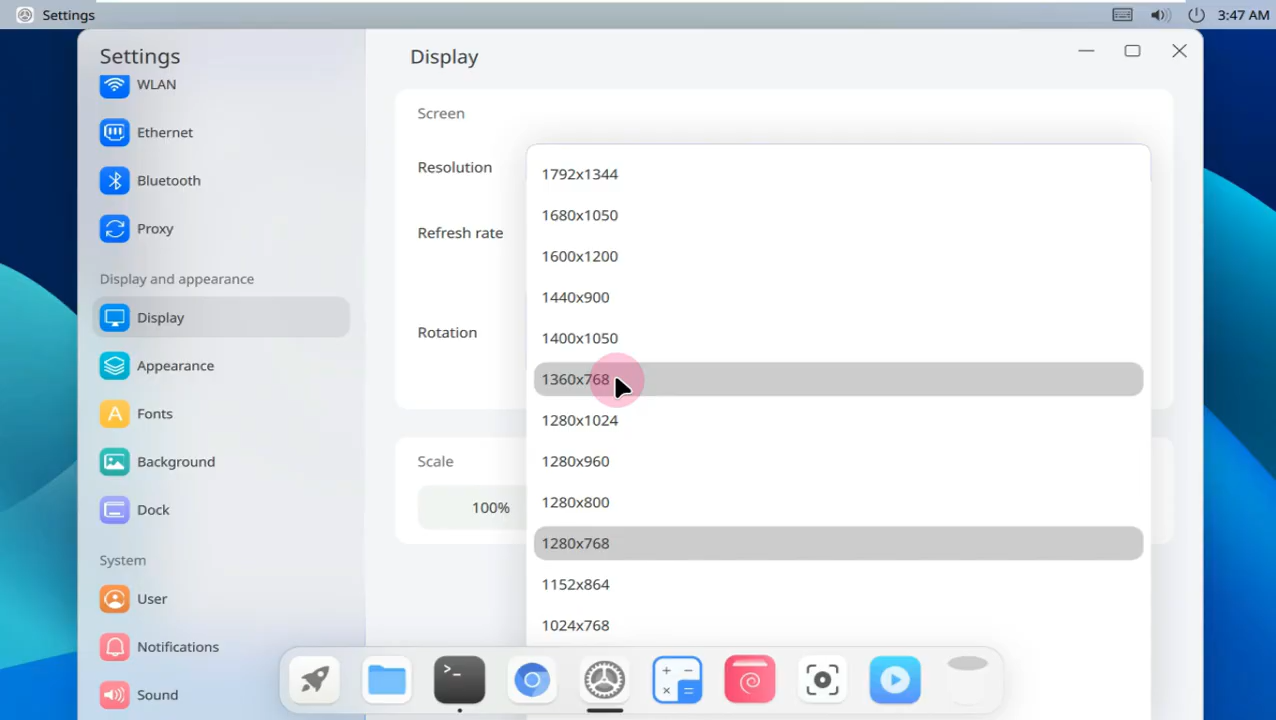 Settings
3:47 AM
Settings
WLAN
Ethernet
Bluetooth
Proxy
Display and appearance
Display
Appearance
Fonts
Background
Dock
System
User
Notifications
Sound
Display
Screen
Resolution
Refresh rate
Rotation
Scale
100%
1792x1344
1680x1050
1600x1200
1440x900
1400x1050
1360x768
1280x1024
1280x960
1280x800
1280x768
1152x864
1024x768